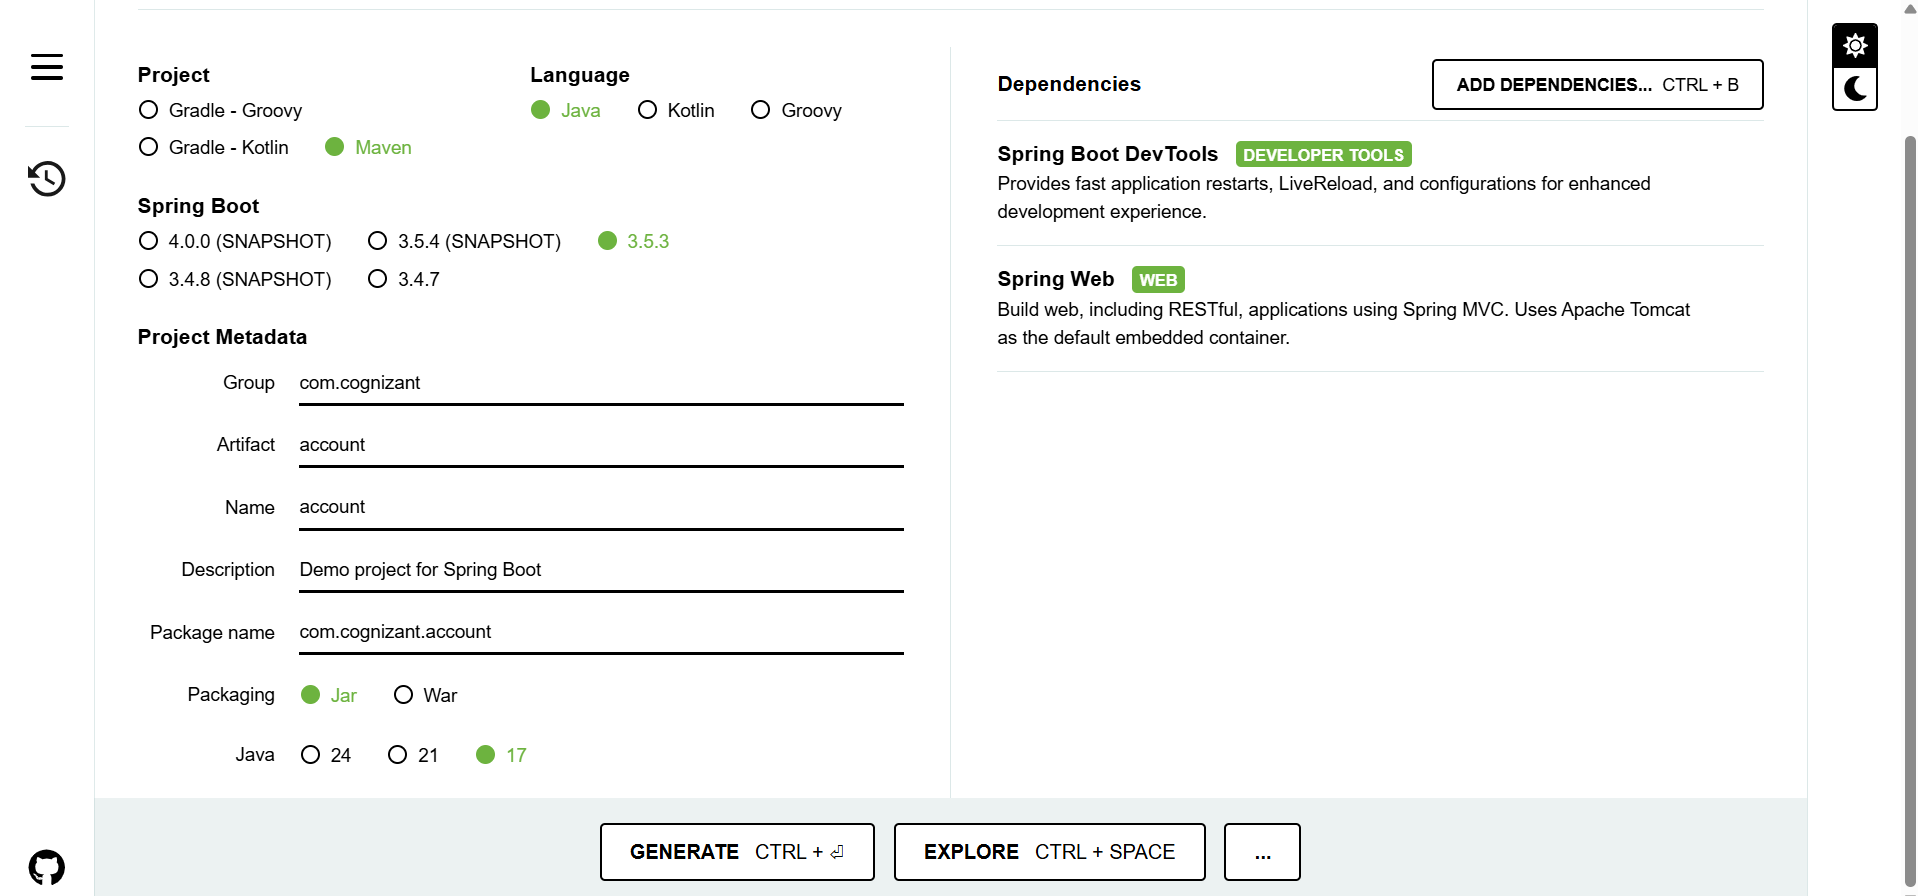 Project
Gradle - Groovy
Gradle - Kotlin Maven
Language
Java Kotlin Groovy
Spring Boot
4.0.0 (SNAPSHOT) 3.5.4 (SNAPSHOT) 3.5.3
3.4.8 (SNAPSHOT) 3.4.7
Project Metadata
Group com.cognizant
Artifact account
Name account
Description Demo project for Spring Boot
Package name com.cognizant.account
Packaging Jar War
Java 24 21 17
Dependencies
ADD DEPENDENCIES... CTRL + B
Spring Boot DevTools DEVELOPER TOOLS
Provides fast application restarts, LiveReload, and configurations for enhanced
development experience.
Spring Web WEB
Build web, including RESTful, applications using Spring MVC. Uses Apache Tomcat
as the default embedded container.
GENERATE CTRL + ⏎
EXPLORE CTRL + SPACE
...